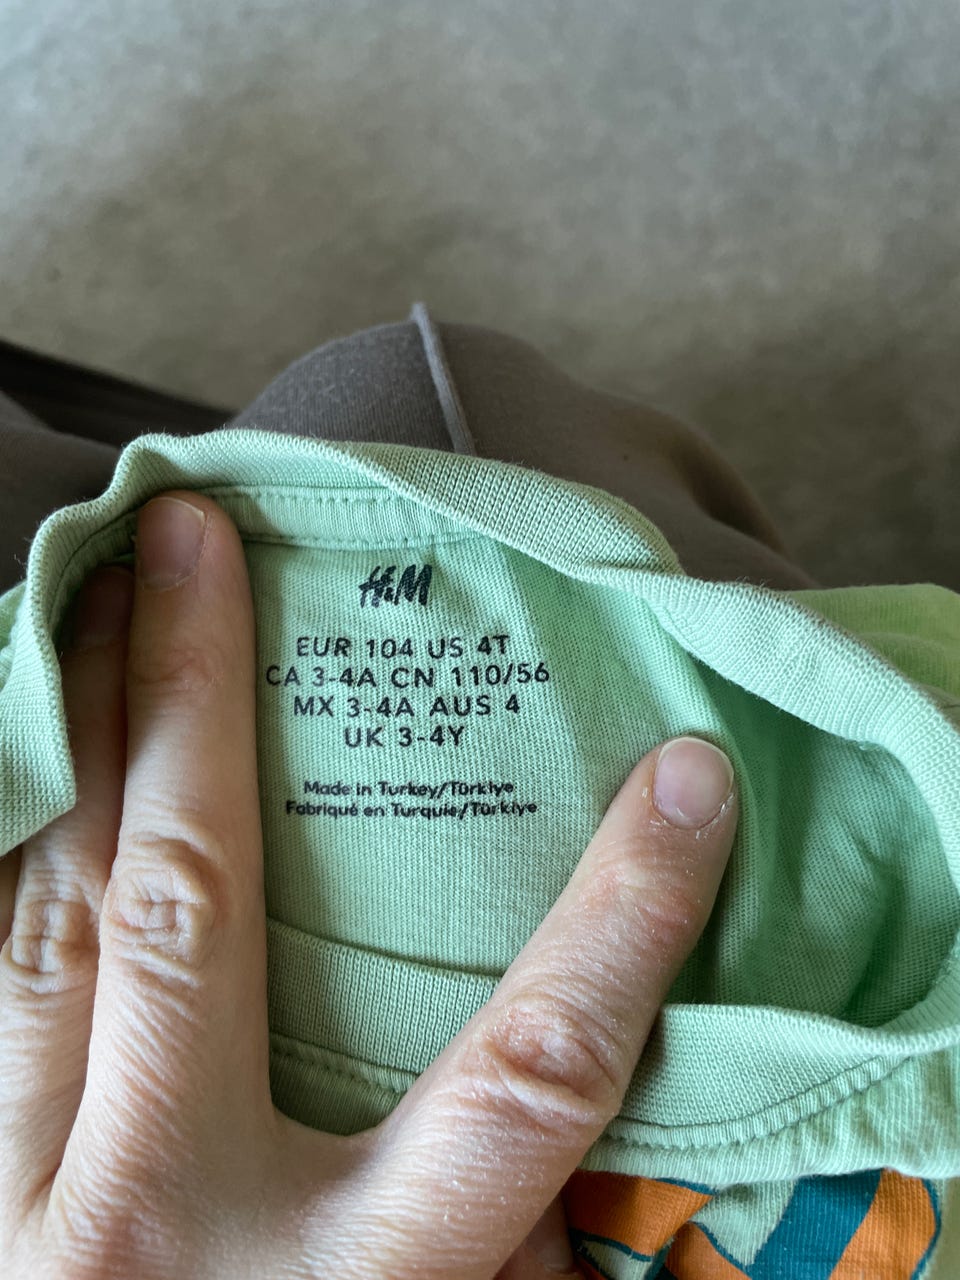 H&M
EUR 104 US 4T
CA 3-4A CN 110/56
MX 3-4A AUS 4
UK 3-4Y
Made in Turkey/Türkiye
Fabriqué en Turquie/Türkiye